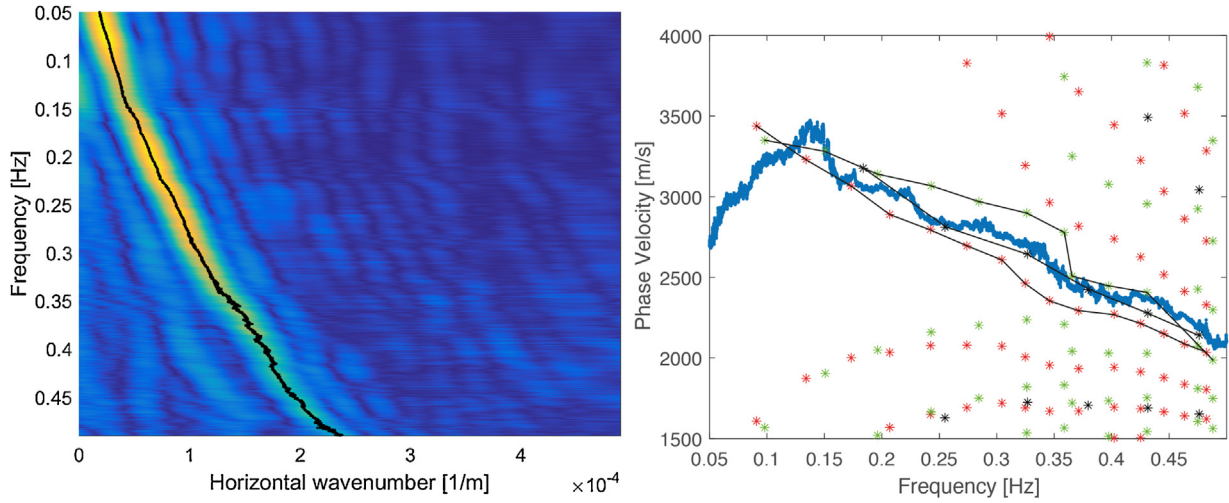 0.05
0.1
0.15
0.2
0.25
0.3
0.35
0.4
0.45
Frequency [Hz]
0 1 2 3 4
Horizontal wavenumber [1/m] ×10⁻⁴
4000
3500
3000
2500
2000
1500
Phase Velocity [m/s]
0.05 0.1 0.15 0.2 0.25 0.3 0.35 0.4 0.45
Frequency [Hz]